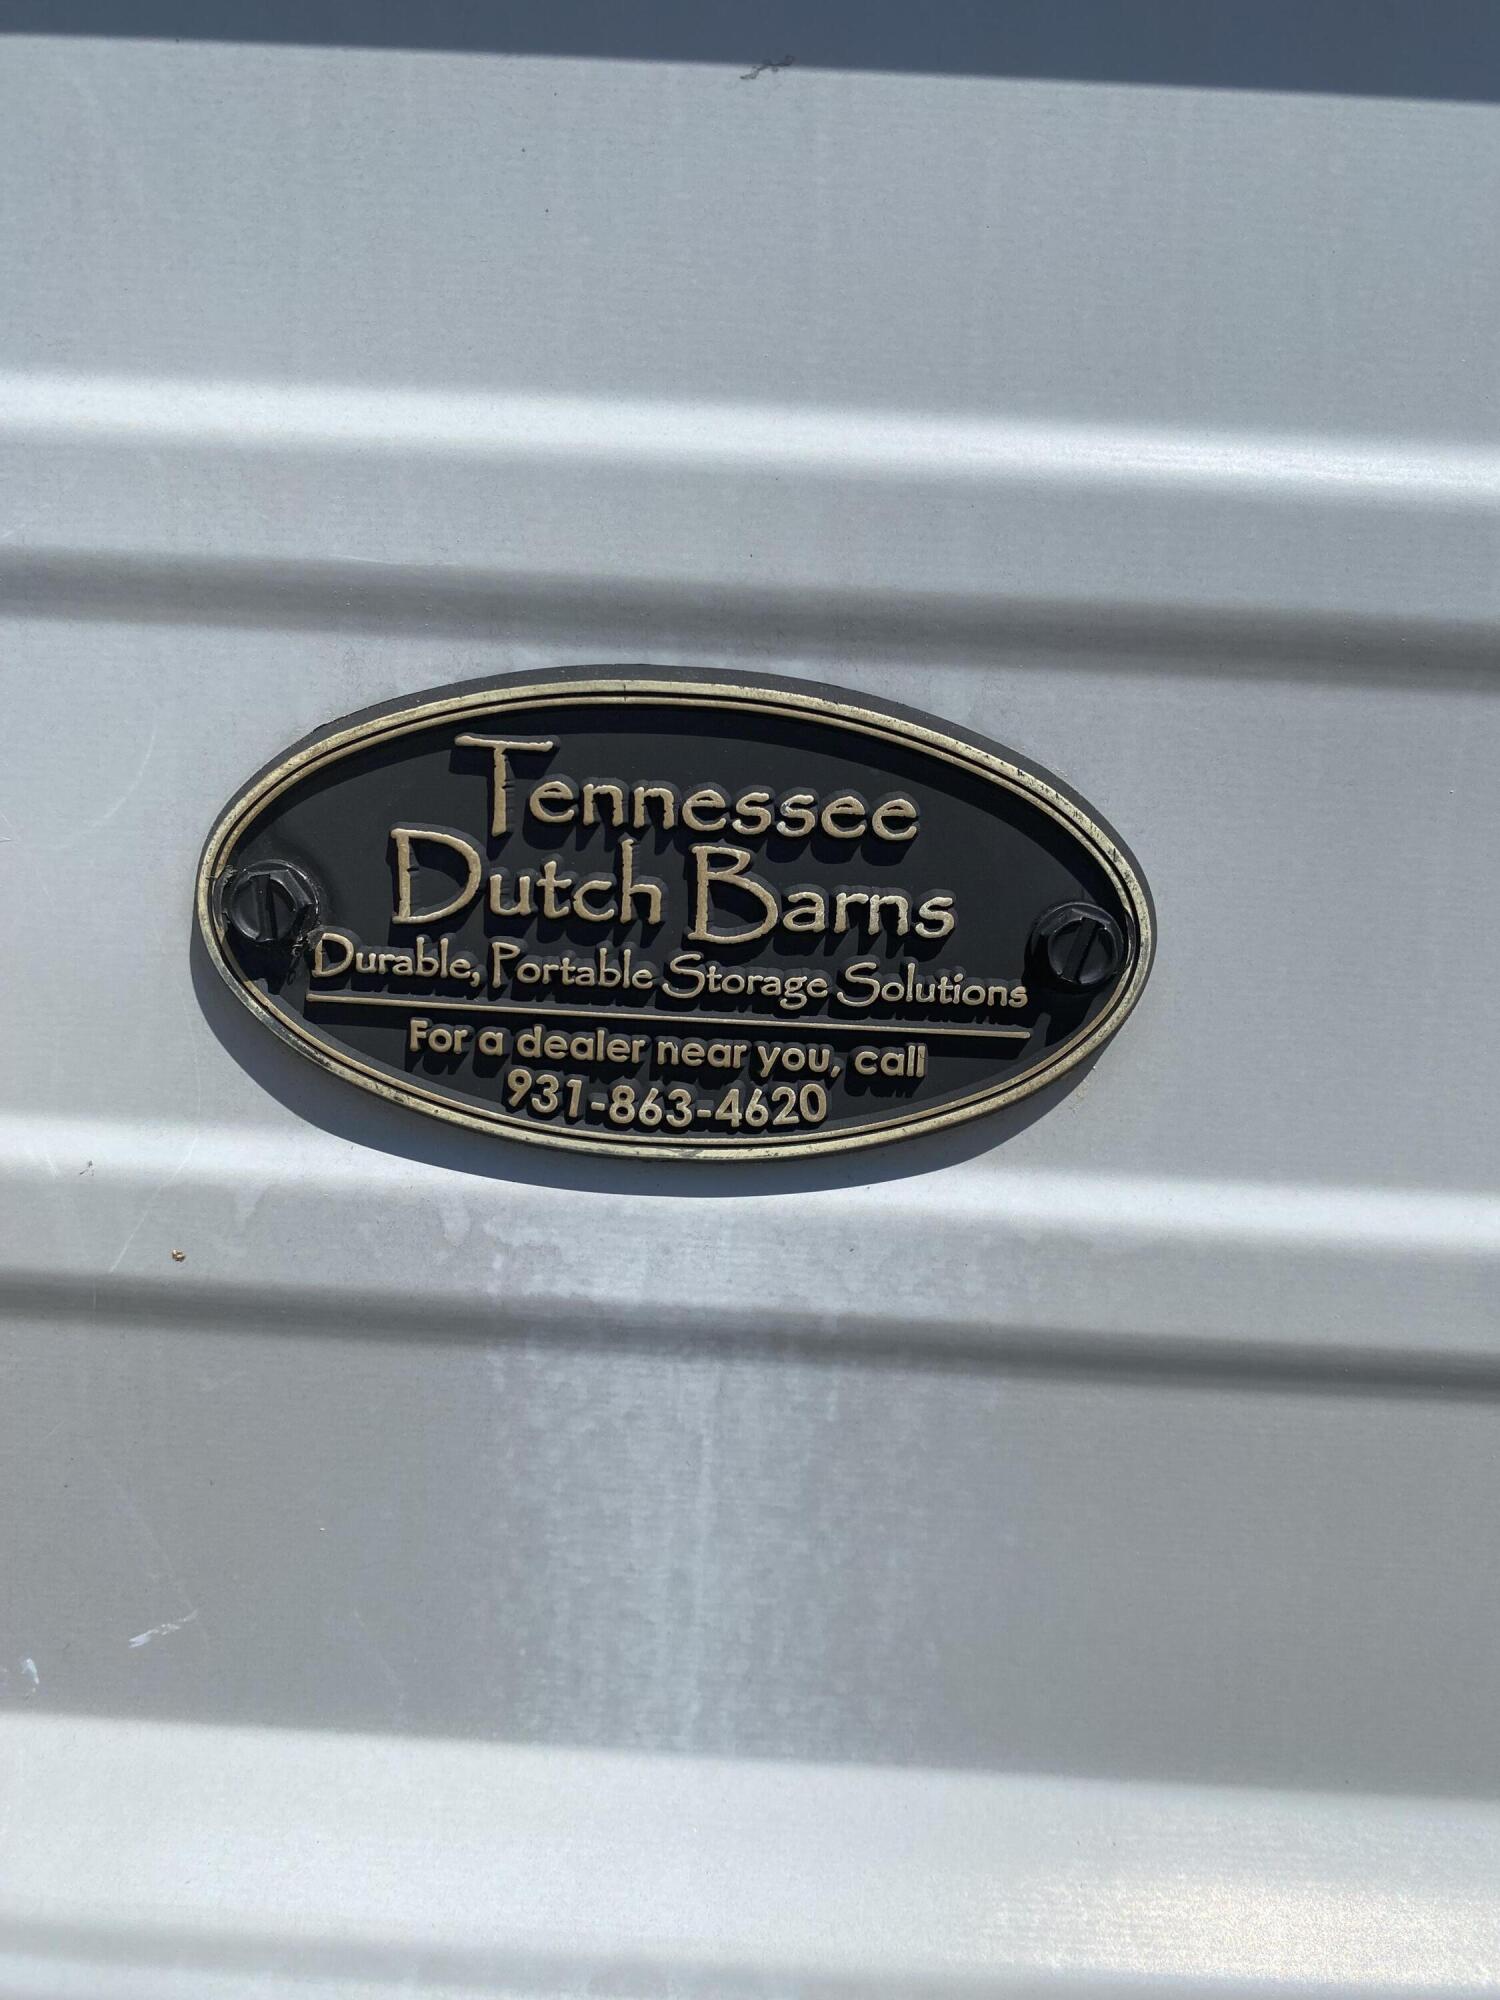 Tennessee
Dutch Barns
Durable, Portable Storage Solutions
For a dealer near you, call
931-863-4620